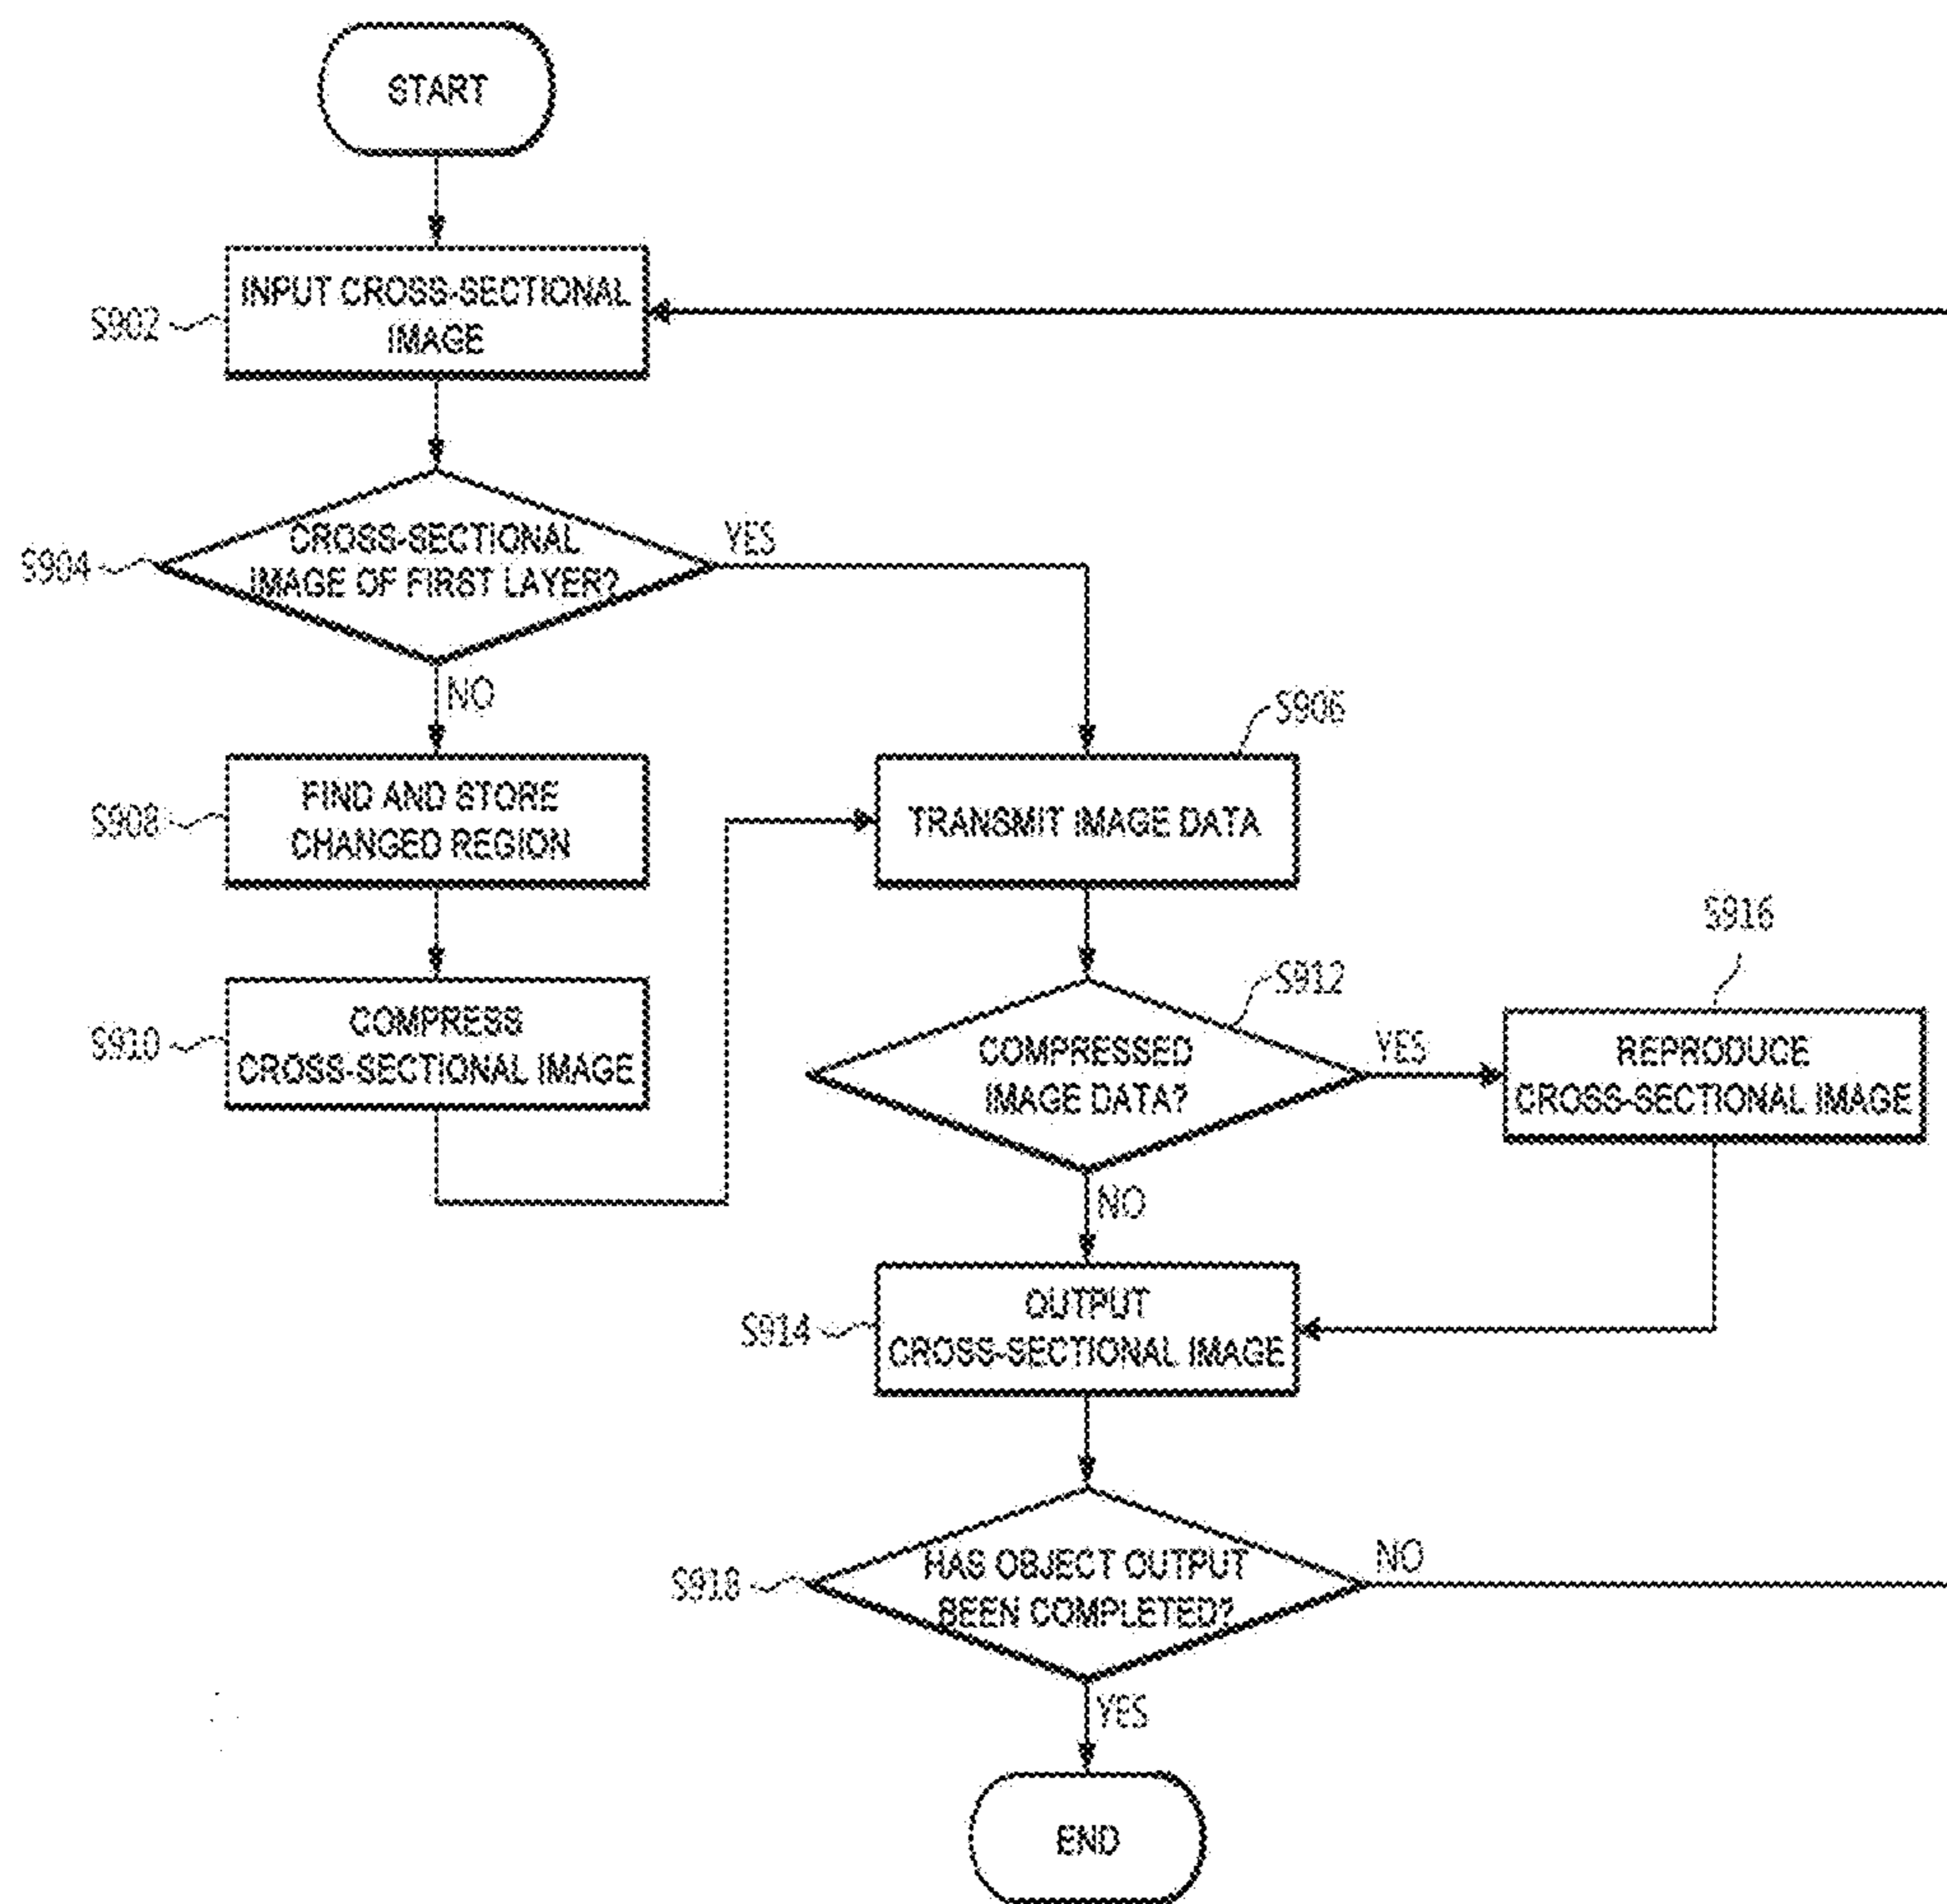 START
INPUT CROSS-SECTIONAL
IMAGE
S902
CROSS-SECTIONAL
IMAGE OF FIRST LAYER?
S904
YES
NO
S906
FIND AND STORE
CHANGED REGION
S908
TRANSMIT IMAGE DATA
S916
S912
COMPRESS
CROSS-SECTIONAL IMAGE
S910
COMPRESSED
IMAGE DATA?
YES
REPRODUCE
CROSS-SECTIONAL IMAGE
NO
OUTPUT
CROSS-SECTIONAL IMAGE
S914
HAS OBJECT OUTPUT
BEEN COMPLETED?
S918
NO
YES
END